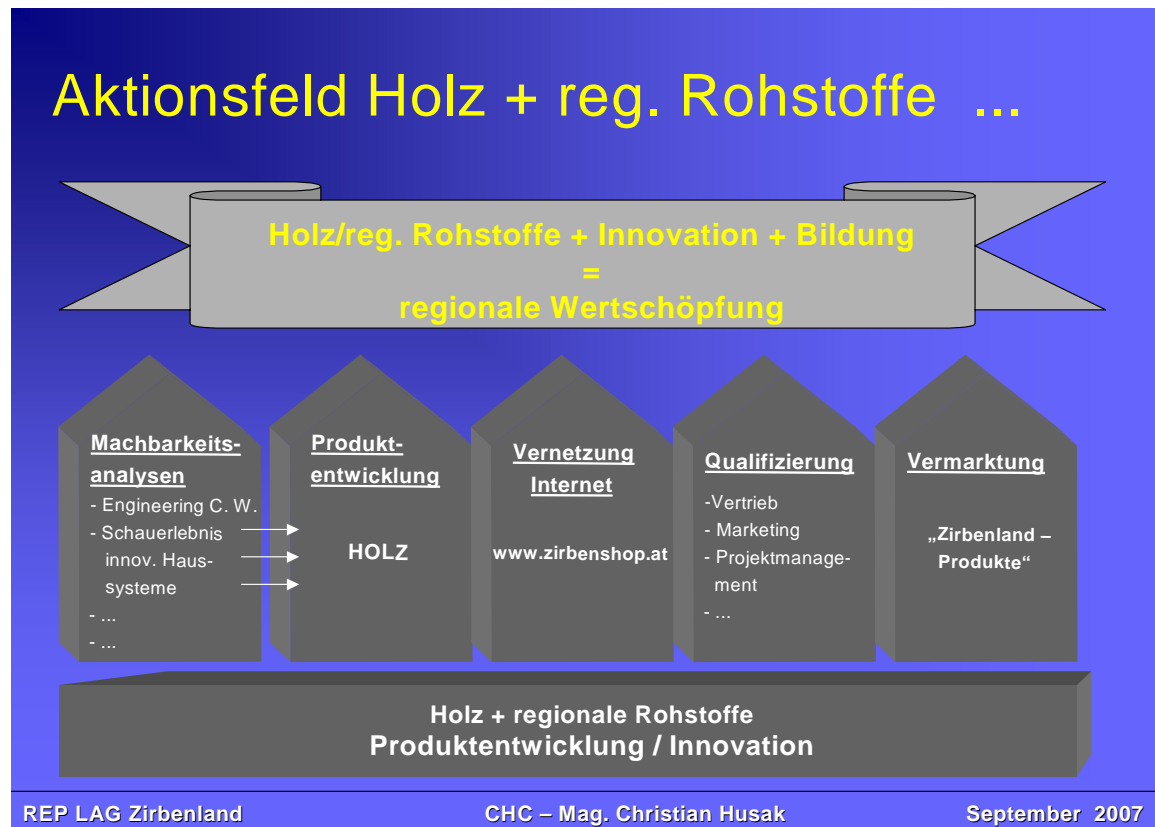 Aktionsfeld Holz + reg. Rohstoffe ...
Holz/reg. Rohstoffe + Innovation + Bildung
=
regionale Wertschöpfung
Machbarkeits-
analysen
- Engineering C. W.
- Schauerlebnis
innov. Haus-
systeme
- ...
- ...
Produkt-
entwicklung
HOLZ
Vernetzung
Internet
www.zirbenshop.at
Qualifizierung
-Vertrieb
- Marketing
- Projektmanage-
ment
- ...
Vermarktung
„Zirbenland –
Produkte“
Holz + regionale Rohstoffe
Produktentwicklung / Innovation
REP LAG Zirbenland CHC – Mag. Christian Husak September 2007